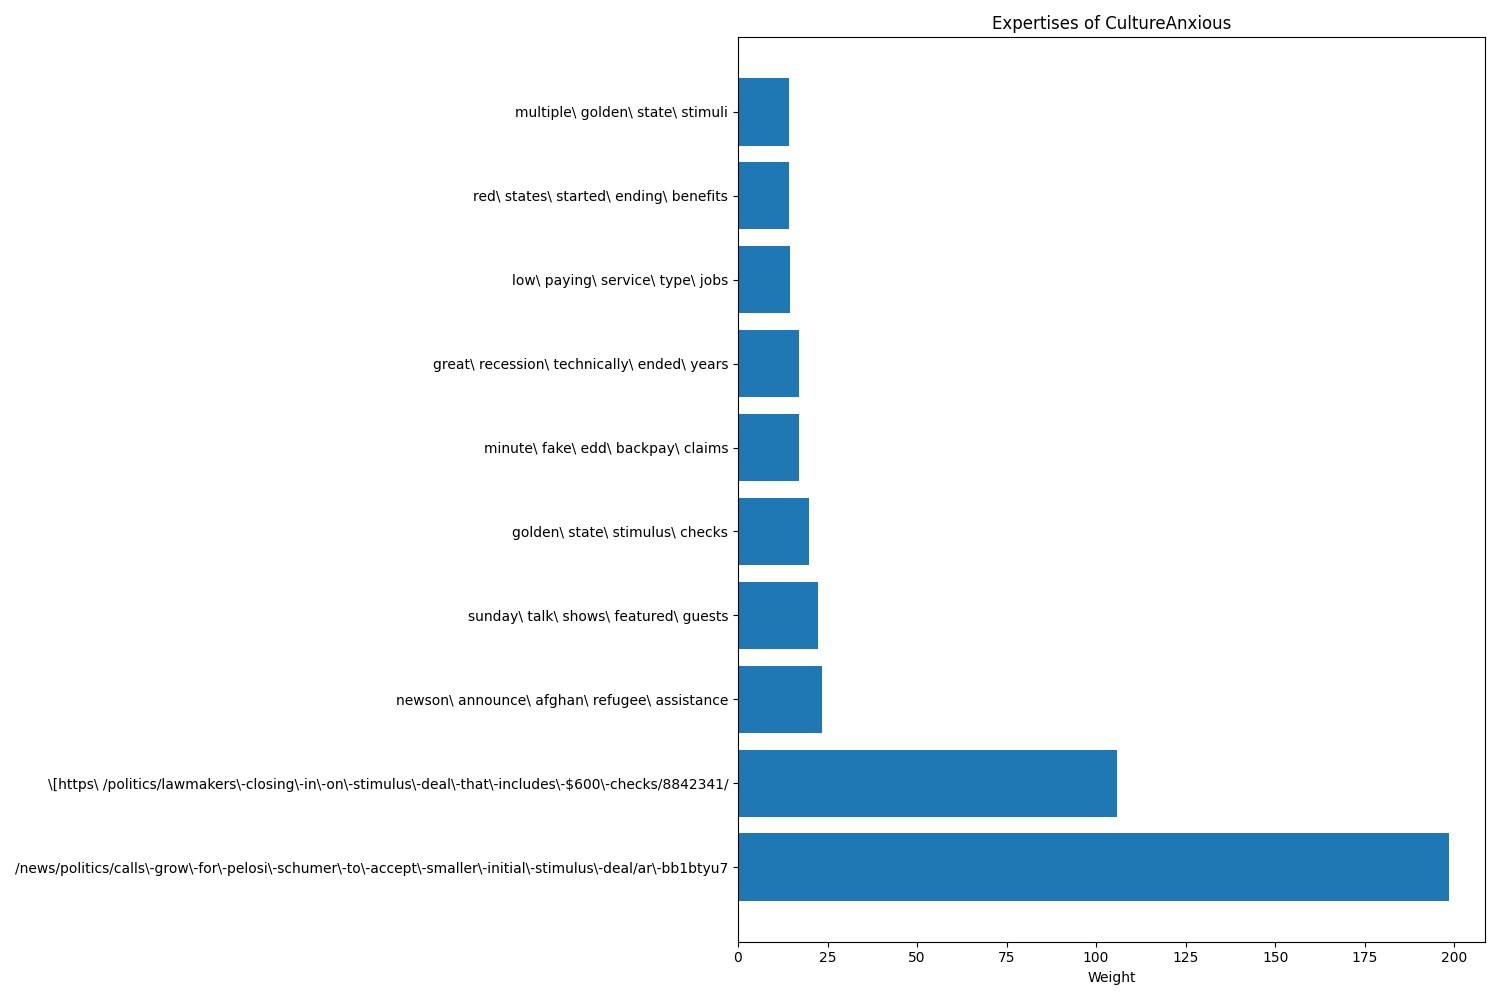 Expertises of CultureAnxious
multiple\ golden\ state\ stimuli
red\ states\ started\ ending\ benefits
low\ paying\ service\ type\ jobs
great\ recession\ technically\ ended\ years
minute\ fake\ edd\ backpay\ claims
golden\ state\ stimulus\ checks
sunday\ talk\ shows\ featured\ guests
newson\ announce\ afghan\ refugee\ assistance
\[https\ /politics/lawmakers\-closing\-in\-on\-stimulus\-deal\-that\-includes\-$600\-checks/8842341/
/news/politics/calls\-grow\-for\-pelosi\-schumer\-to\-accept\-smaller\-initial\-stimulus\-deal/ar\-bb1btyu7
0 25 50 75 100 125 150 175 200
Weight